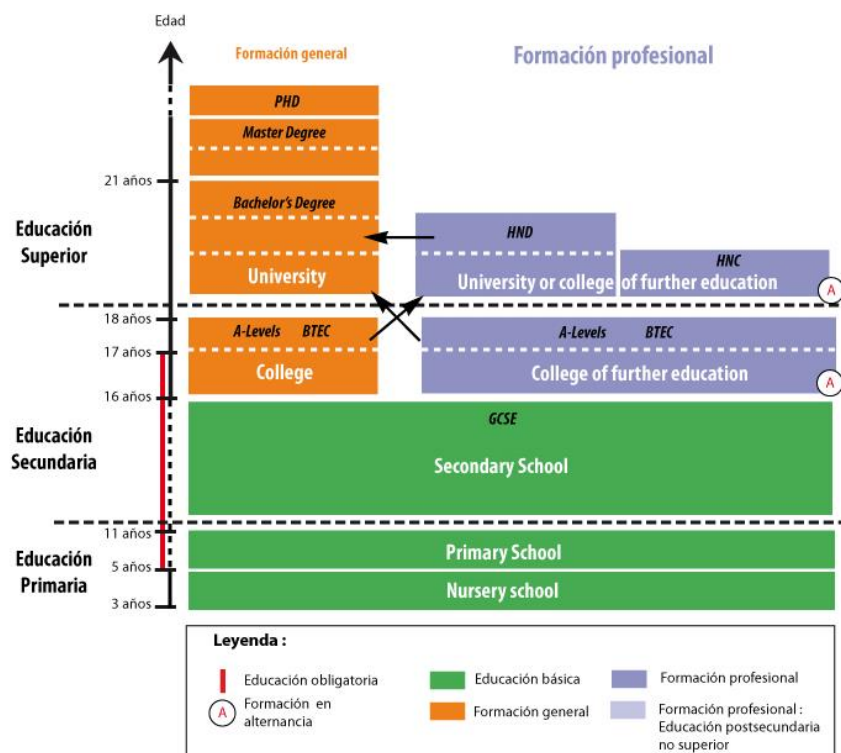 Edad
Formación general
Formación profesional
PHD
Master Degree
21 años
Bachelor's Degree
HND
HNC
Educación
Superior
University
University or college of further education
A
18 años
A-Levels BTEC
A-Levels BTEC
17 años
College
College of further education
A
16 años
GCSE
Educación
Secundaria
Secondary School
11 años
Educación
Primaria
Primary School
5 años
Nursery school
3 años
Leyenda :
Educación obligatoria
A
Formación en
alternancia
Educación básica
Formación general
Formación profesional
Formación profesional :
Educación postsecundaria
no superior